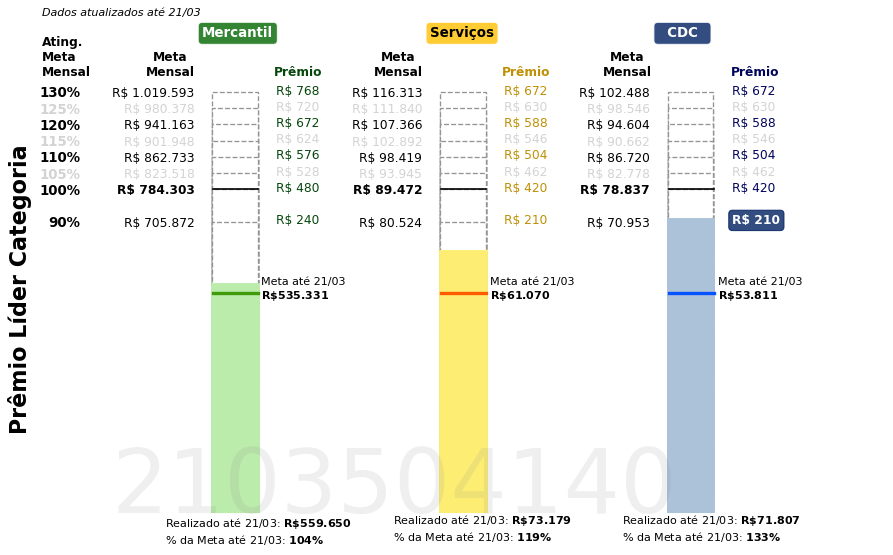 Dados atualizados até 21/03
Mercantil Serviços CDC
Ating.
Meta
Mensal
Meta
Mensal
Prêmio
Meta
Mensal
Prêmio
Meta
Mensal
Prêmio
130% R$ 1.019.593 R$ 768 R$ 116.313 R$ 672 R$ 102.488 R$ 672
125% R$ 980.378 R$ 720 R$ 111.840 R$ 630 R$ 98.546 R$ 630
120% R$ 941.163 R$ 672 R$ 107.366 R$ 588 R$ 94.604 R$ 588
115% R$ 901.948 R$ 624 R$ 102.892 R$ 546 R$ 90.662 R$ 546
110% R$ 862.733 R$ 576 R$ 98.419 R$ 504 R$ 86.720 R$ 504
105% R$ 823.518 R$ 528 R$ 93.945 R$ 462 R$ 82.778 R$ 462
100% R$ 784.303 R$ 480 R$ 89.472 R$ 420 R$ 78.837 R$ 420
90% R$ 705.872 R$ 240 R$ 80.524 R$ 210 R$ 70.953 R$ 210
Prêmio Líder Categoria
Meta até 21/03
R$535.331
Meta até 21/03
R$61.070
Meta até 21/03
R$53.811
2103504140
Realizado até 21/03: R$559.650
% da Meta até 21/03: 104%
Realizado até 21/03: R$73.179
% da Meta até 21/03: 119%
Realizado até 21/03: R$71.807
% da Meta até 21/03: 133%